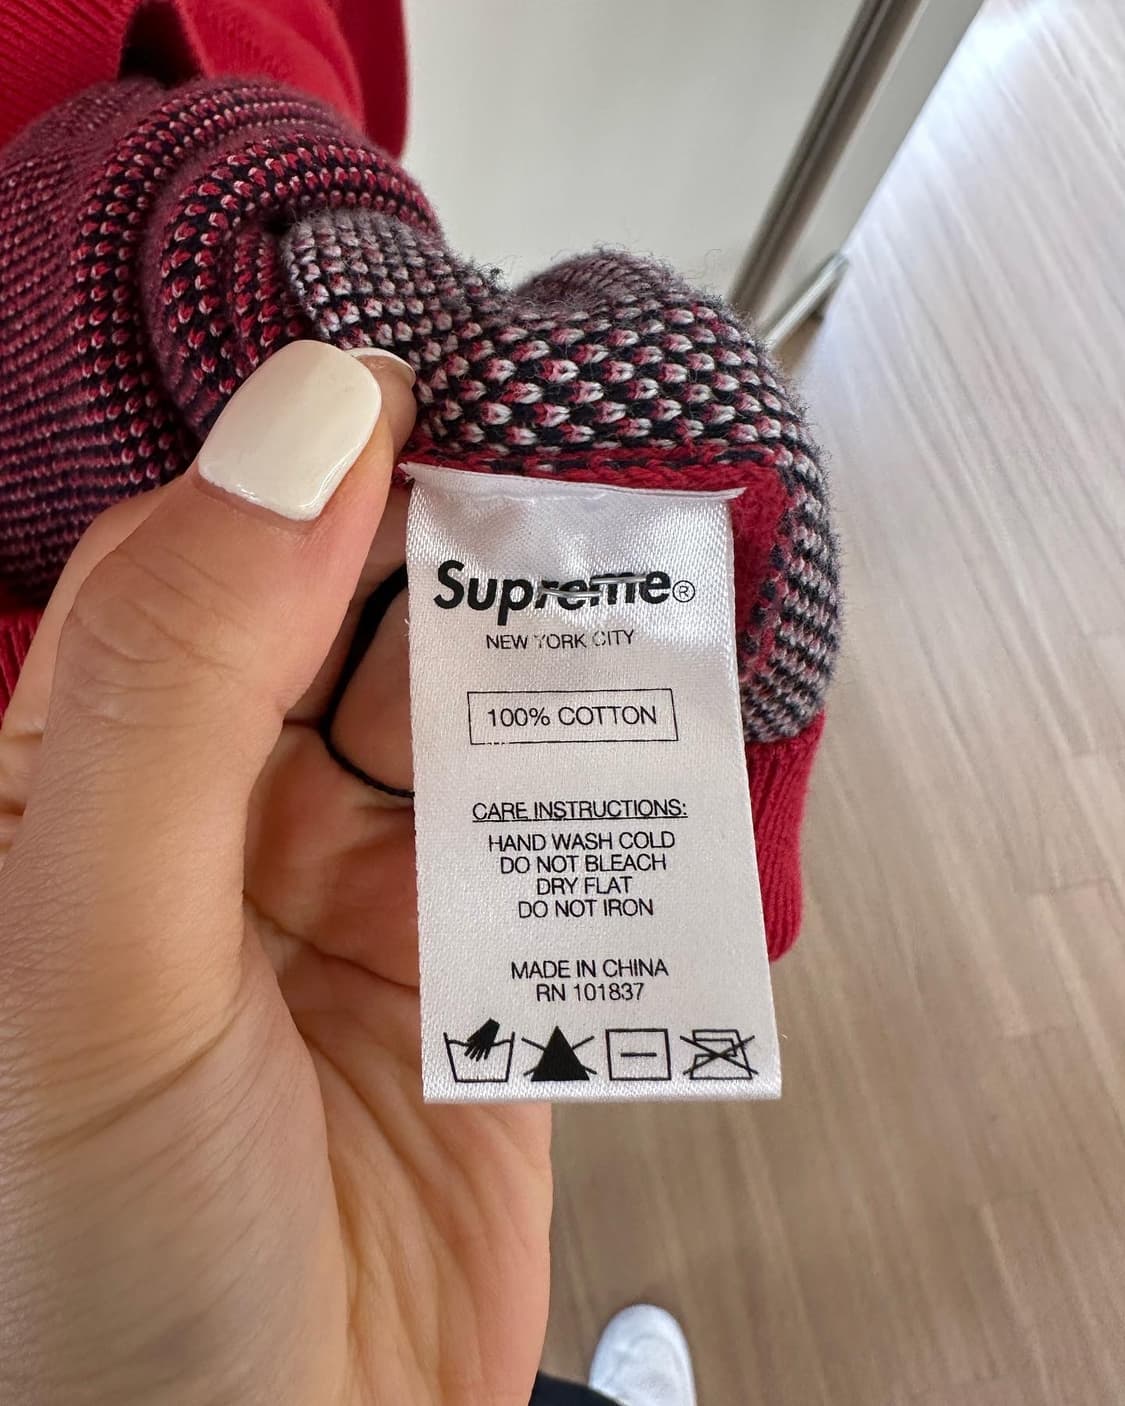 Supreme®
NEW YORK CITY
100% COTTON
CARE INSTRUCTIONS:
HAND WASH COLD
DO NOT BLEACH
DRY FLAT
DO NOT IRON
MADE IN CHINA
RN 101837